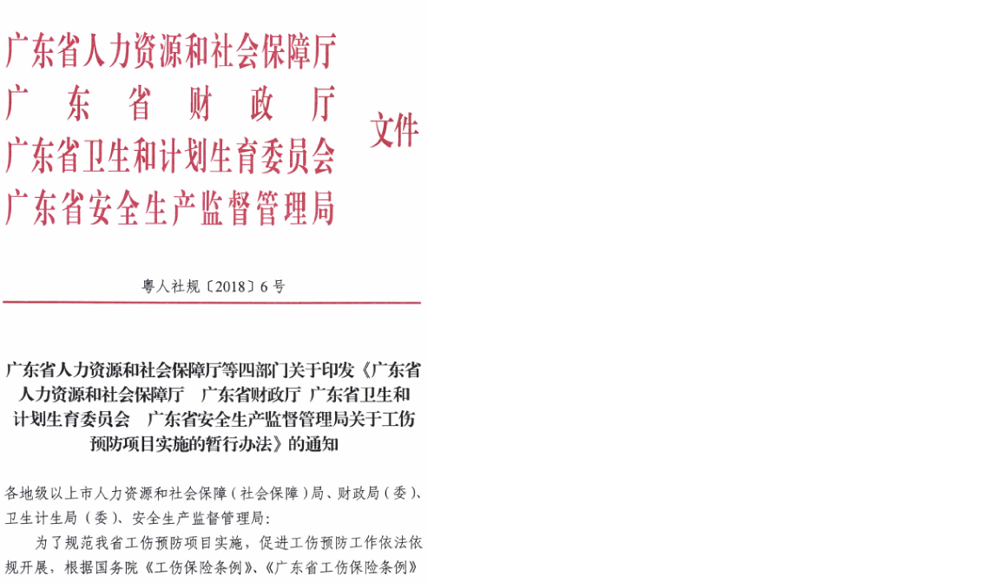 广东省人力资源和社会保障厅
广东省财政厅
文件
广东省卫生和计划生育委员会
广东省安全生产监督管理局
粤人社规〔2018〕6号
广东省人力资源和社会保障厅等四部门关于印发《广东省
人力资源和社会保障厅 广东省财政厅 广东省卫生和
计划生育委员会 广东省安全生产监督管理局关于工伤
预防项目实施的暂行办法》的通知
各地级以上市人力资源和社会保障(社会保障)局、财政局(委)、
卫生计生局(委)、安全生产监督管理局:
为了规范我省工伤预防项目实施，促进工伤预防工作依法依
规开展，根据国务院《工伤保险条例》、《广东省工伤保险条例》